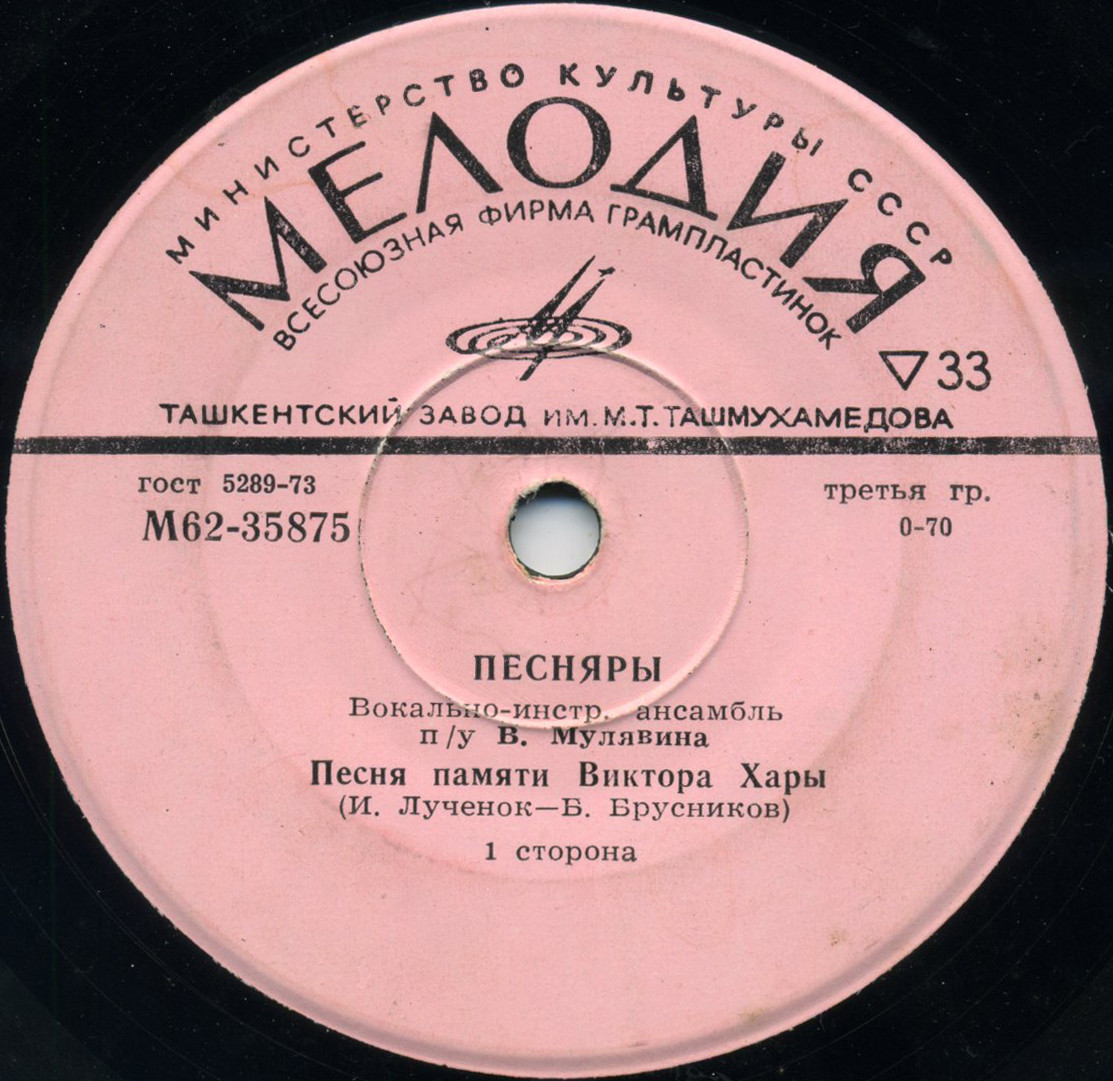 МИНИСТЕРСТВО КУЛЬТУРЫ СССР
МЕЛОДИЯ
ВСЕСОЮЗНАЯ ФИРМА ГРАМПЛАСТИНОК
33
ТАШКЕНТСКИЙ ЗАВОД ИМ. М.Т. ТАШМУХАМЕДОВА
гост 5289-73
третья гр.
М62-35875
0-70
ПЕСНЯРЫ
Вокально-инстр. ансамбль
п/у В. Мулявина
Песня памяти Виктора Хары
(И. Лученок—Б. Брусников)
1 сторона